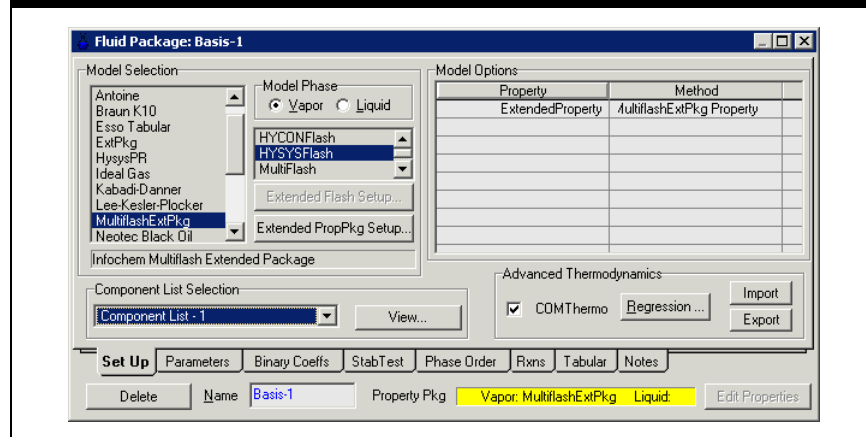 Fluid Package: Basis-1
Model Selection
Antoine
Braun K10
Esso Tabular
ExtPkg
HysysPR
Ideal Gas
Kabadi-Danner
Lee-Kesler-Plocker
MultiflashExtPkg
Neotec Black Oil
Model Phase
Vapor Liquid
HYCONFlash
HYSYSFlash
MultiFlash
Extended Flash Setup...
Extended PropPkg Setup...
Infochem Multiflash Extended Package
Model Options
Property Method
ExtendedProperty MultiflashExtPkg Property
Component List Selection
Component List - 1 View...
Advanced Thermodynamics
COMThermo Regression ... Import
Export
Set Up Parameters Binary Coeffs StabTest Phase Order Rxns Tabular Notes
Delete Name Basis-1 Property Pkg Vapor: MultiflashExtPkg Liquid: Edit Properties